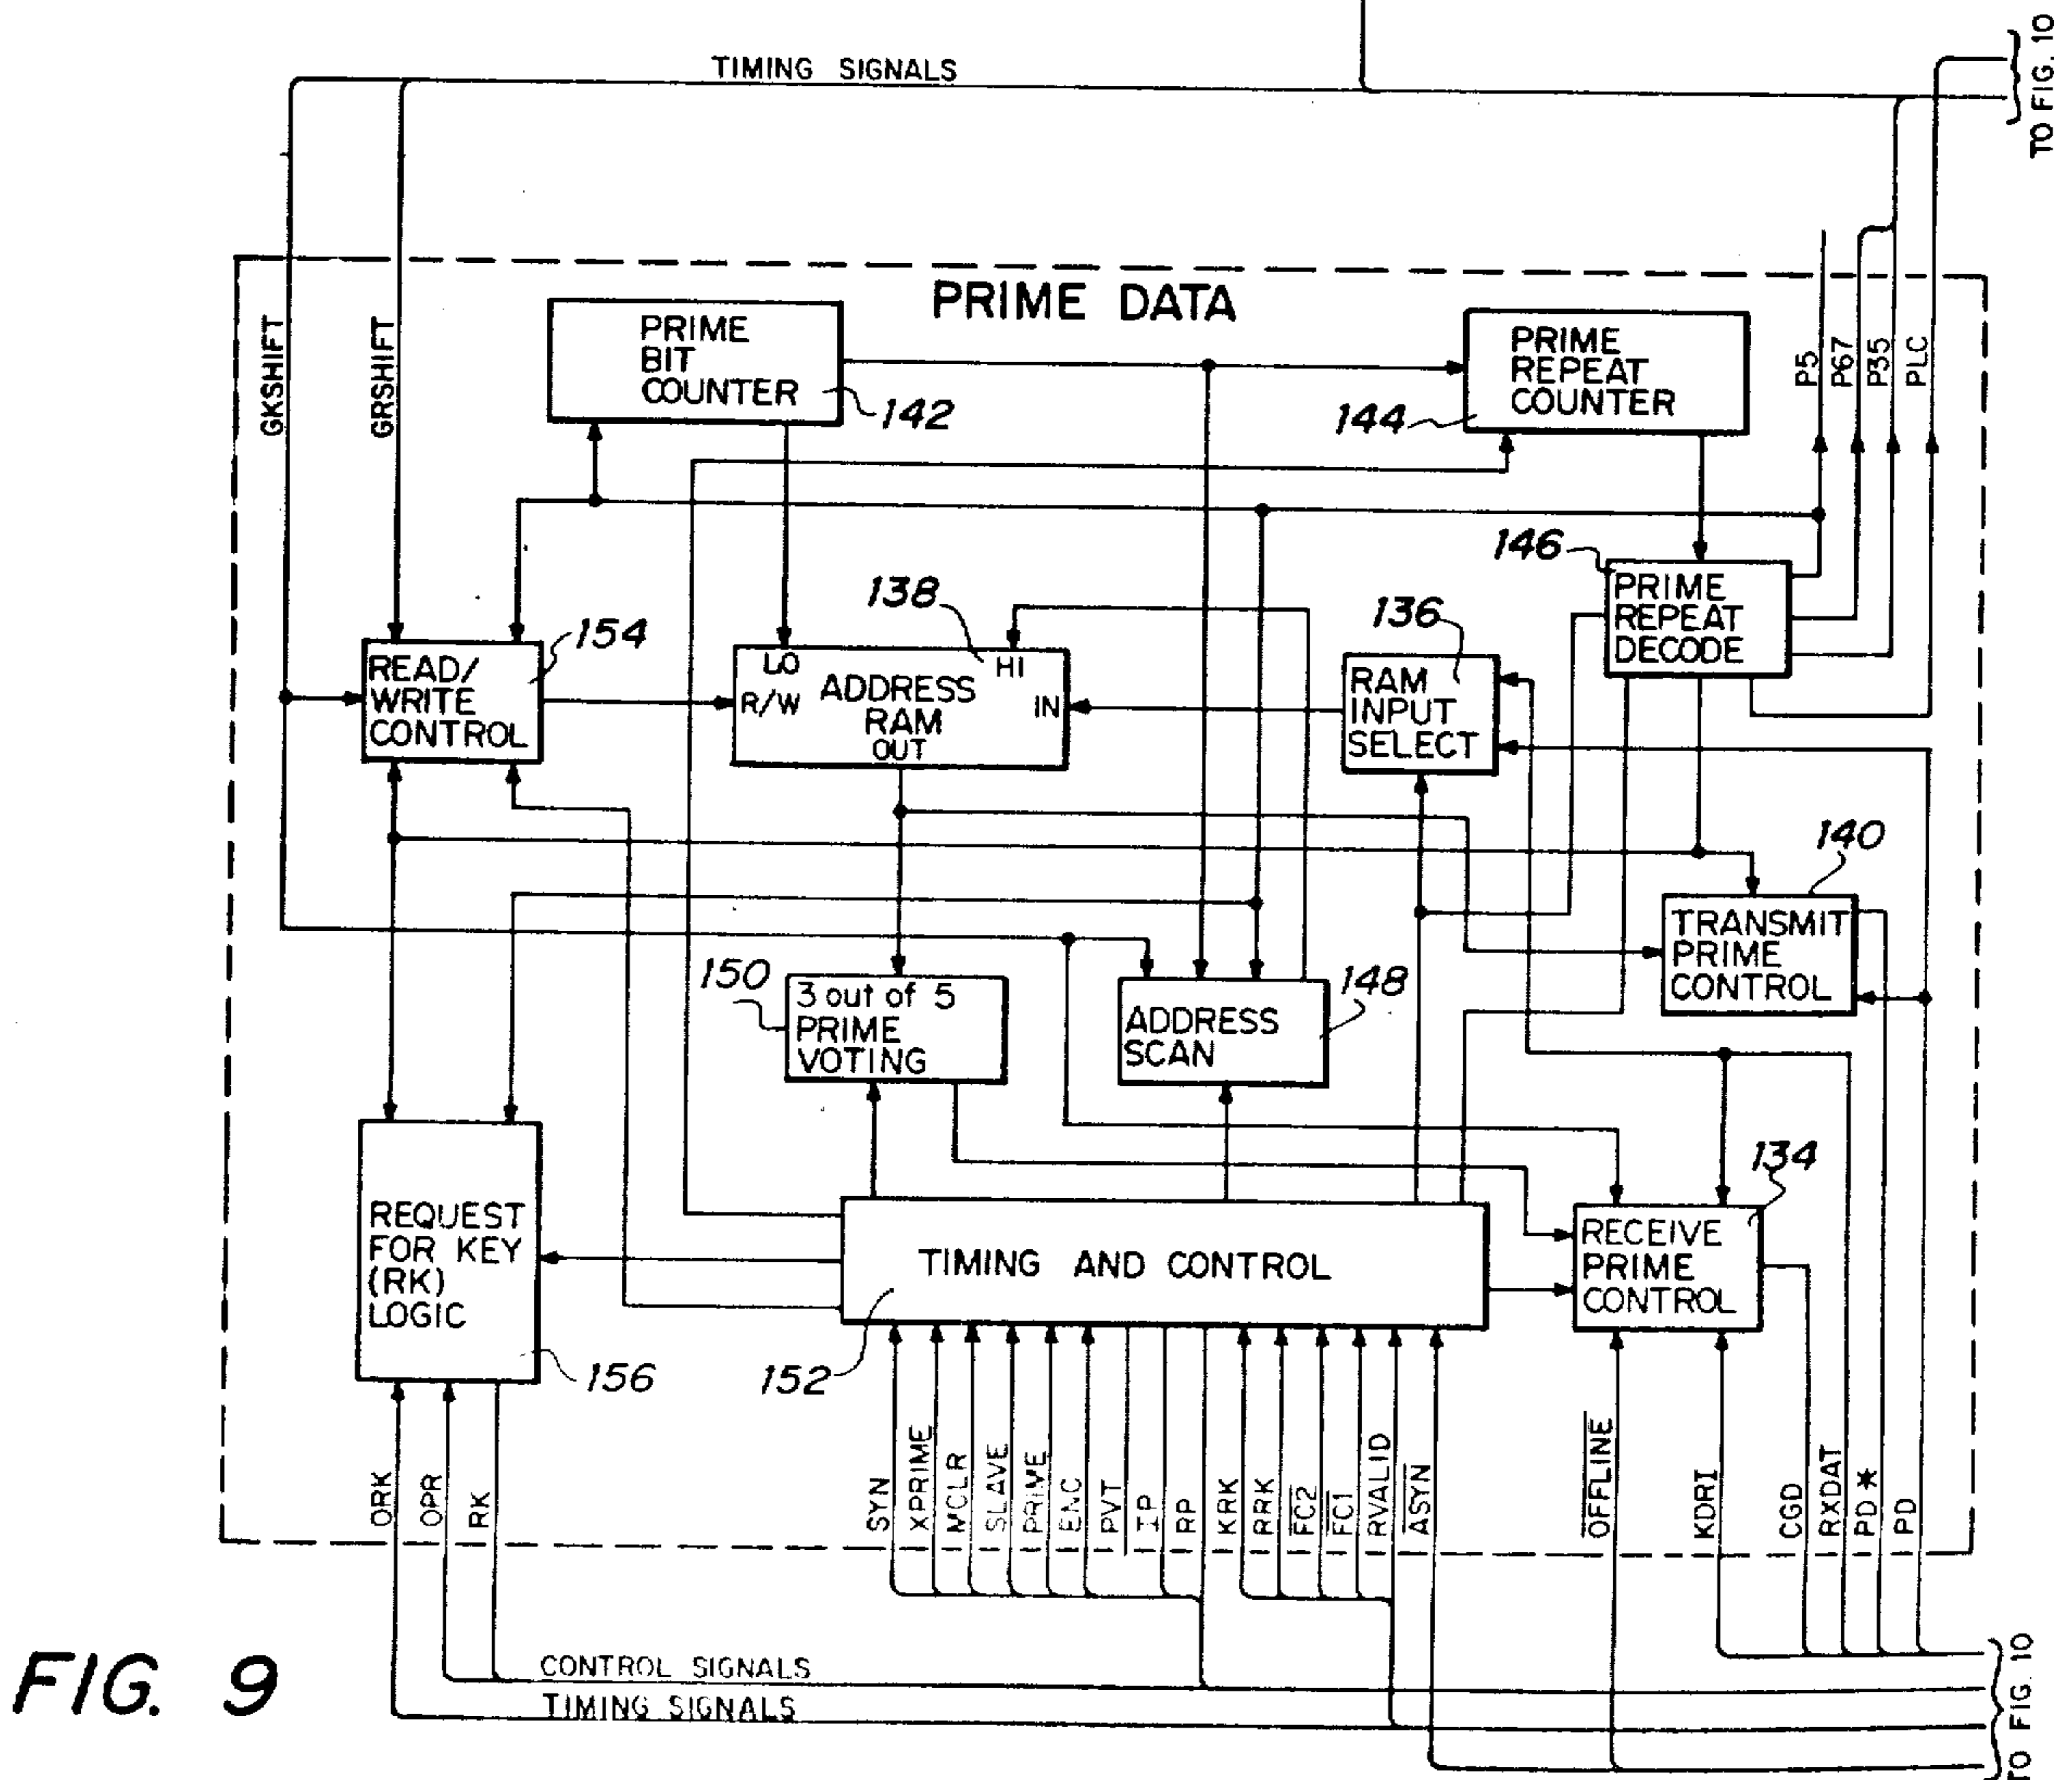 TIMING SIGNALS
TO FIG. 10
PRIME DATA
GKSHIFT
GRSHIFT
PRIME
BIT
COUNTER
142
PRIME
REPEAT
COUNTER
144
P5
P67
P35
PLC
146
PRIME
REPEAT
DECODE
138
136
154
READ/
WRITE
CONTROL
LO
HI
R/W
ADDRESS
RAM
IN
OUT
RAM
INPUT
SELECT
140
TRANSMIT
PRIME
CONTROL
150
3 out of 5
PRIME
VOTING
148
ADDRESS
SCAN
134
RECEIVE
PRIME
CONTROL
REQUEST
FOR KEY
(RK)
LOGIC
156
TIMING AND CONTROL
152
ORK
OPR
RK
SYN
XPRIME
MCLR
SLAVE
PRIME
ENC
PVT
IP
RP
KRK
RRK
F̅C̅2̅
F̅C̅1̅
RVALID
A̅S̅Y̅N̅
O̅F̅F̅L̅I̅N̅E̅
KDRI
CGD
RXDAT
PD*
PD
CONTROL SIGNALS
TIMING SIGNALS
TO FIG. 10
FIG. 9